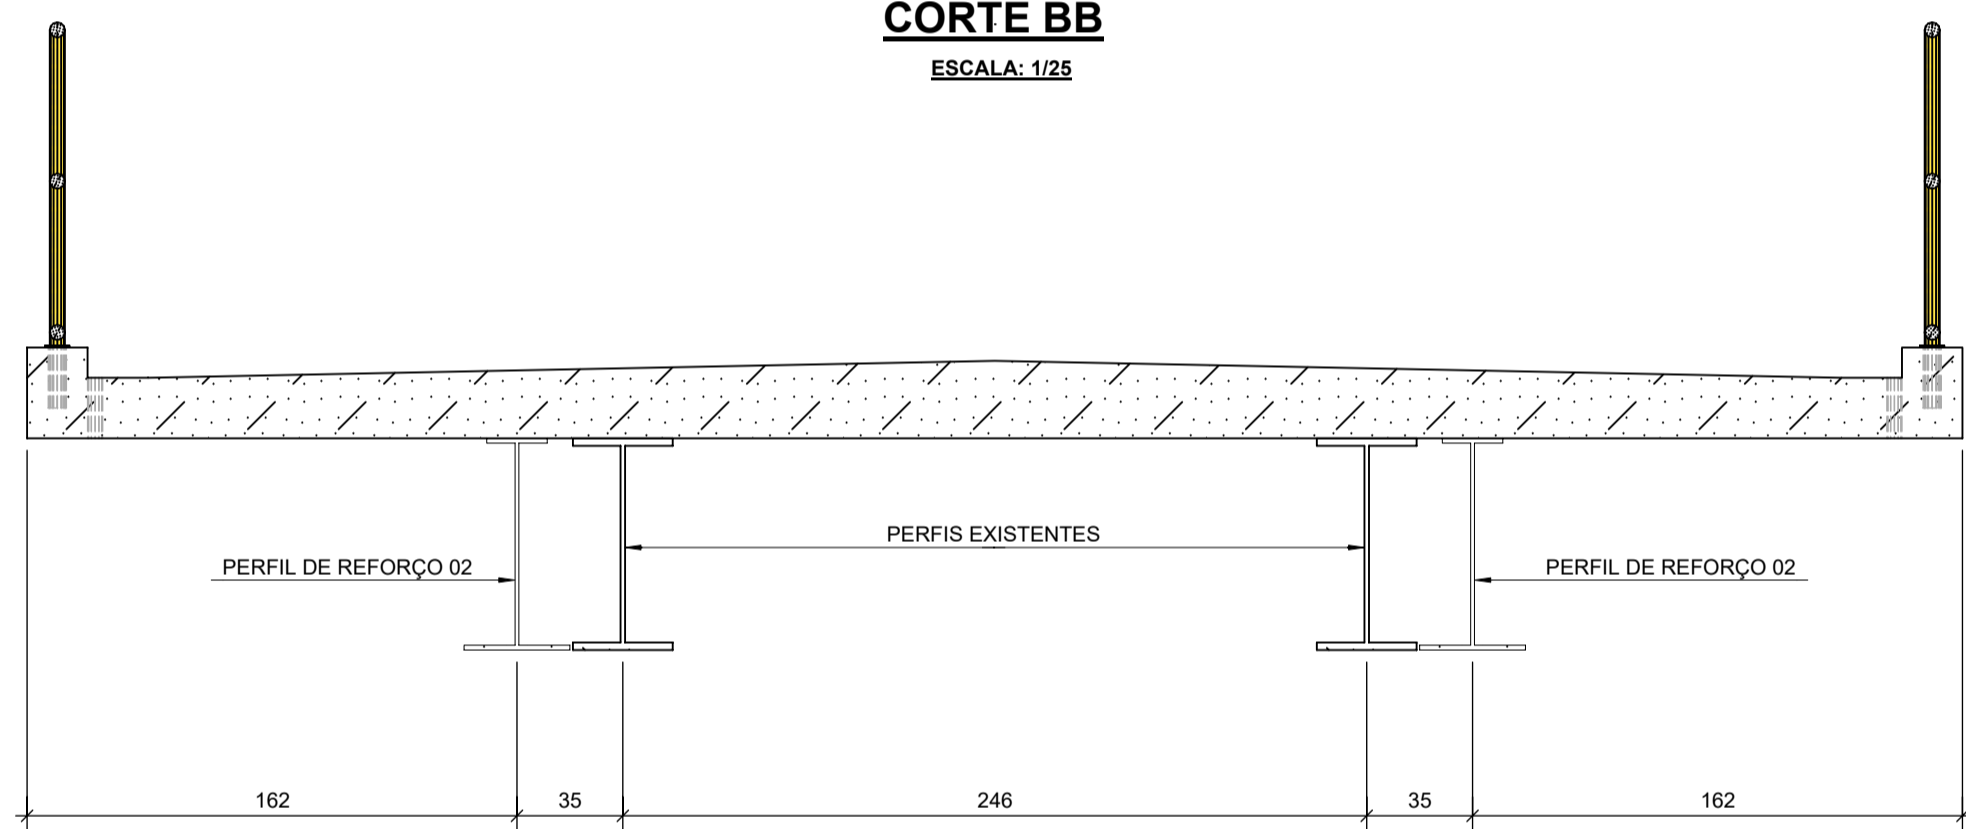 CORTE BB
ESCALA: 1/25
PERFIS EXISTENTES
PERFIL DE REFORÇO 02
PERFIL DE REFORÇO 02
162
35
246
35
162